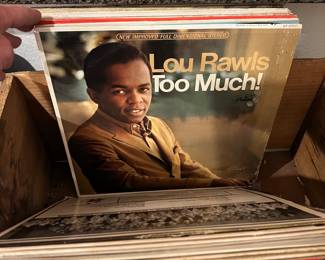 NEW IMPROVED FULL DIMENSIONAL STEREO
Lou Rawls
Too Much!